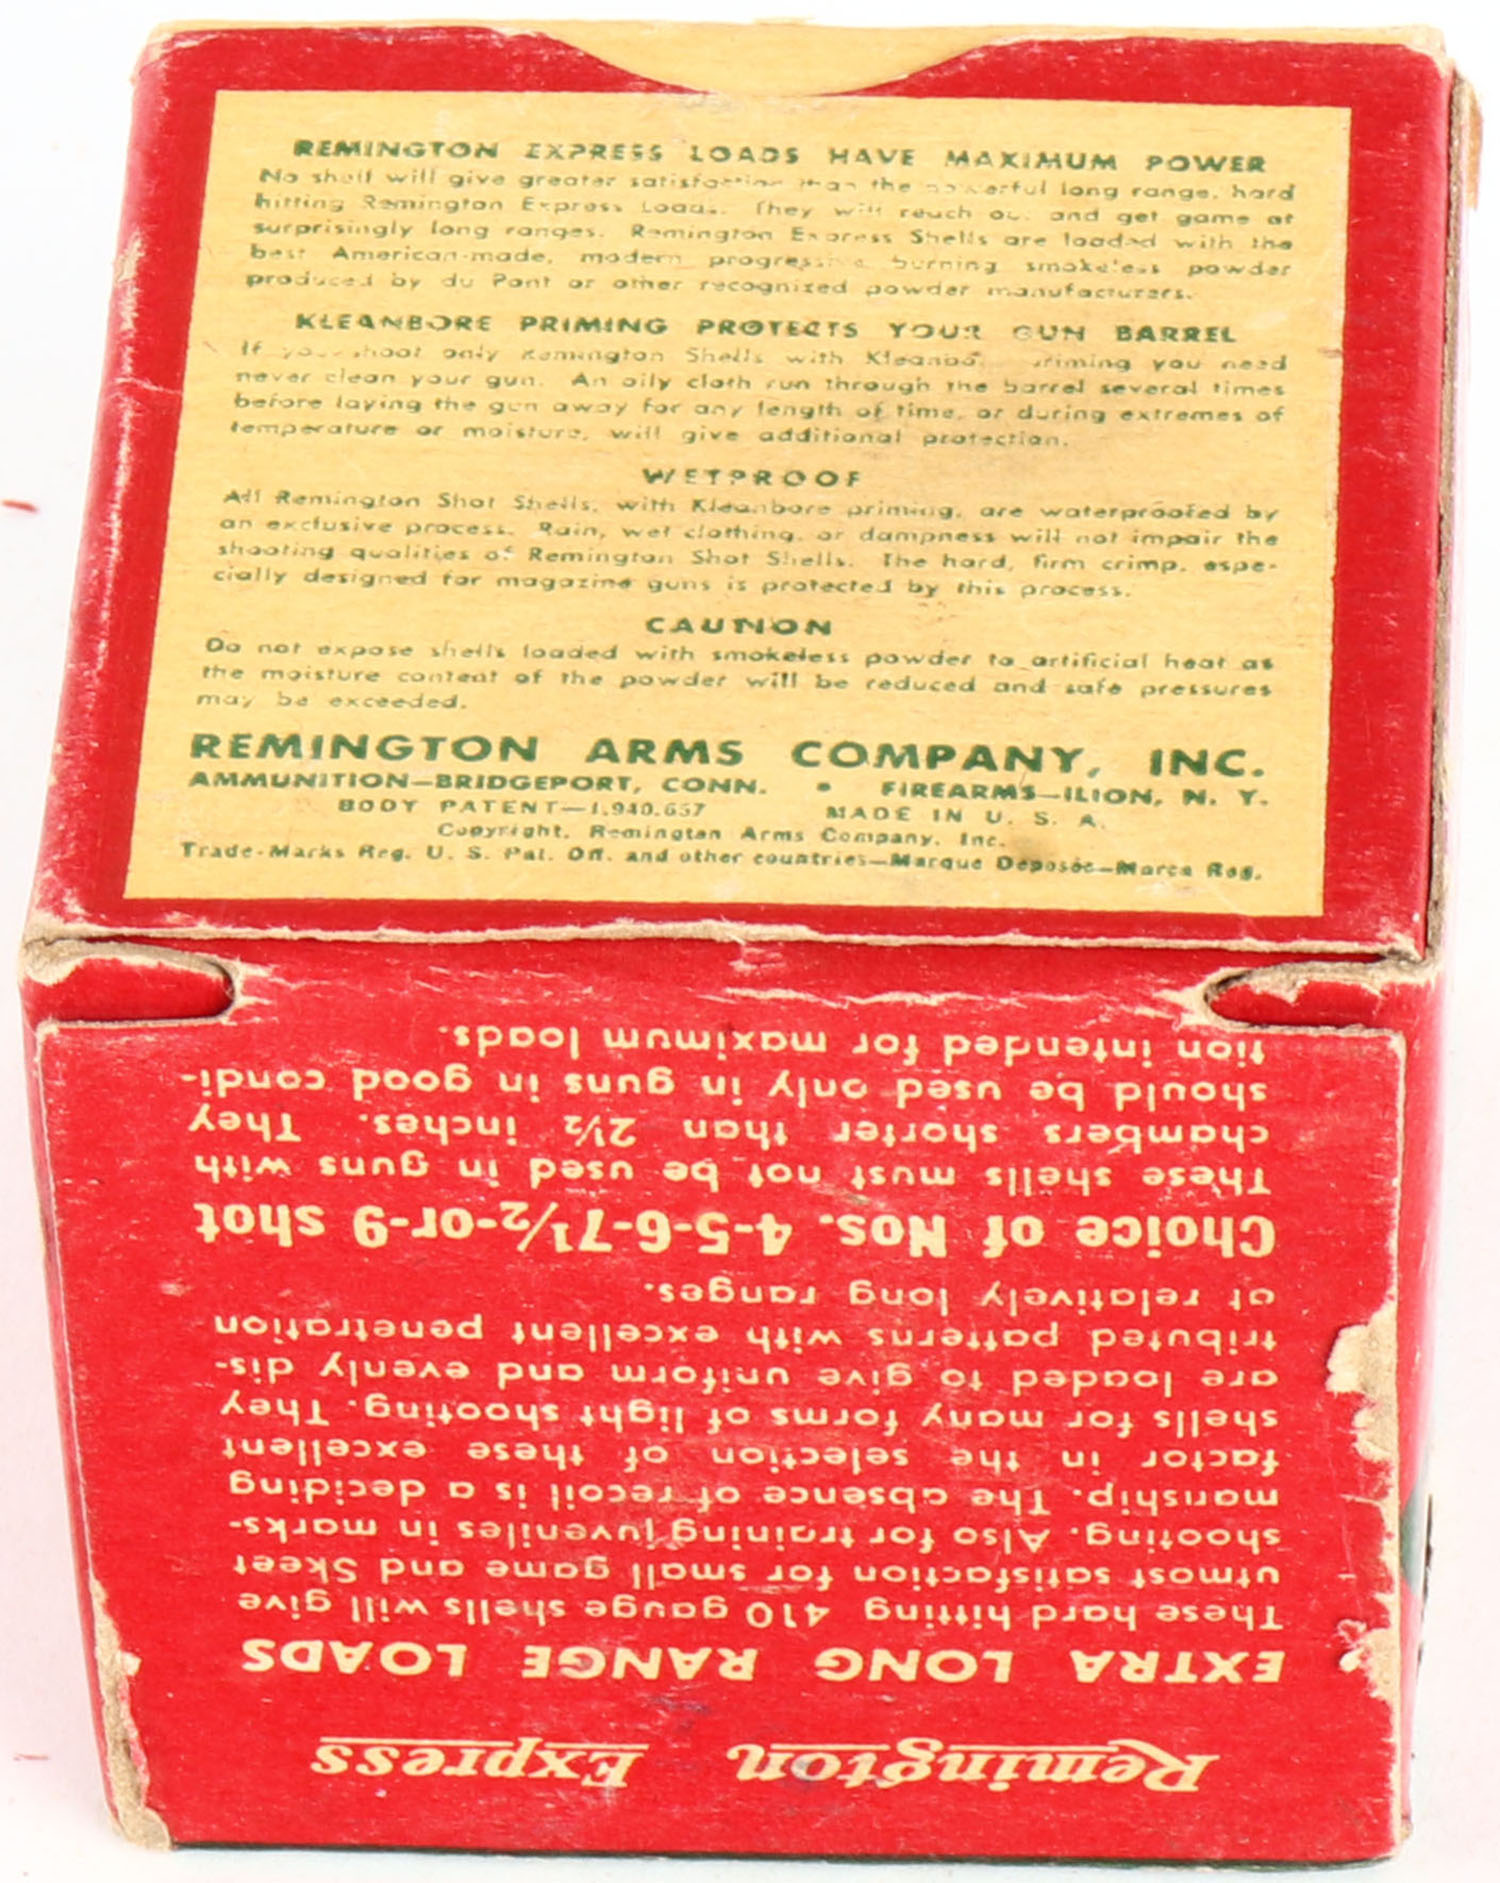 REMINGTON EXPRESS LOADS HAVE MAXIMUM POWER
No shell will give greater satisfaction than the powerful long range, hard
hitting Remington Express Loads. They will reach out and get game at
surprisingly long ranges. Remington Express Shells are loaded with the
best American-made, modern progressive burning smokeless powder
produced by du Pont or other recognized powder manufacturers.
KLEANBORE PRIMING PROTECTS YOUR GUN BARREL
If you shoot only Remington Shells with Kleanbore priming you need
never clean your gun. An oily cloth run through the barrel several times
before laying the gun away for any length of time, or during extremes of
temperature or moisture, will give additional protection.
WETPROOF
All Remington Shot Shells, with Kleanbore priming, are waterproofed by
an exclusive process. Rain, wet clothing, or dampness will not impair the
shooting qualities of Remington Shot Shells. The hard, firm crimp, espe-
cially designed for magazine guns is protected by this process.
CAUTION
Do not expose shells loaded with smokeless powder to artificial heat as
the moisture content of the powder will be reduced and safe pressures
may be exceeded.
REMINGTON ARMS COMPANY, INC.
AMMUNITION—BRIDGEPORT, CONN. • FIREARMS—ILION, N. Y.
BODY PATENT—1,940,657 MADE IN U. S. A.
Copyright, Remington Arms Company, Inc.
Trade-Marks Reg. U. S. Pat. Off. and other countries—Marque Deposée—Marca Reg.
Remington Express
EXTRA LONG RANGE LOADS
These hard hitting 410 gauge shells will give
utmost satisfaction for small game and Skeet
shooting. Also for training juveniles in marks-
manship. The absence of recoil is a deciding
factor in the selection of these excellent
shells for many forms of light shooting. They
are loaded to give uniform and evenly dis-
tributed patterns with excellent penetration
at relatively long ranges.
Choice of Nos. 4-5-6-7½-or-9 shot
These shells must not be used in guns with
chambers shorter than 2½ inches. They
should be used only in guns in good condi-
tion intended for maximum loads.